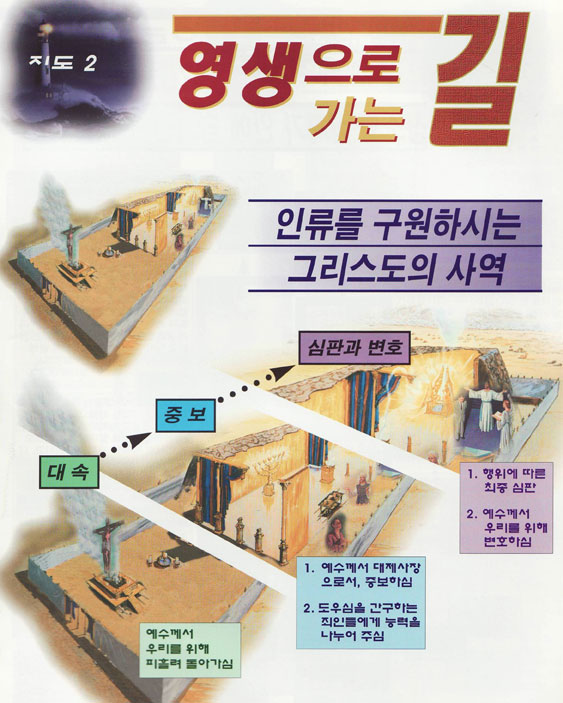 지도 2
영생으로
가는 길
인류를 구원하시는
그리스도의 사역
심판과 변호
중 보
대 속
1. 행위에 따른
최종 심판
2. 예수께서
우리를 위해
변호하심
1. 예수께서 대제사장
으로서, 중보하심
2. 도우심을 간구하는
죄인들에게 능력을
나누어 주심
예수께서
우리를 위해
피흘려 돌아가심